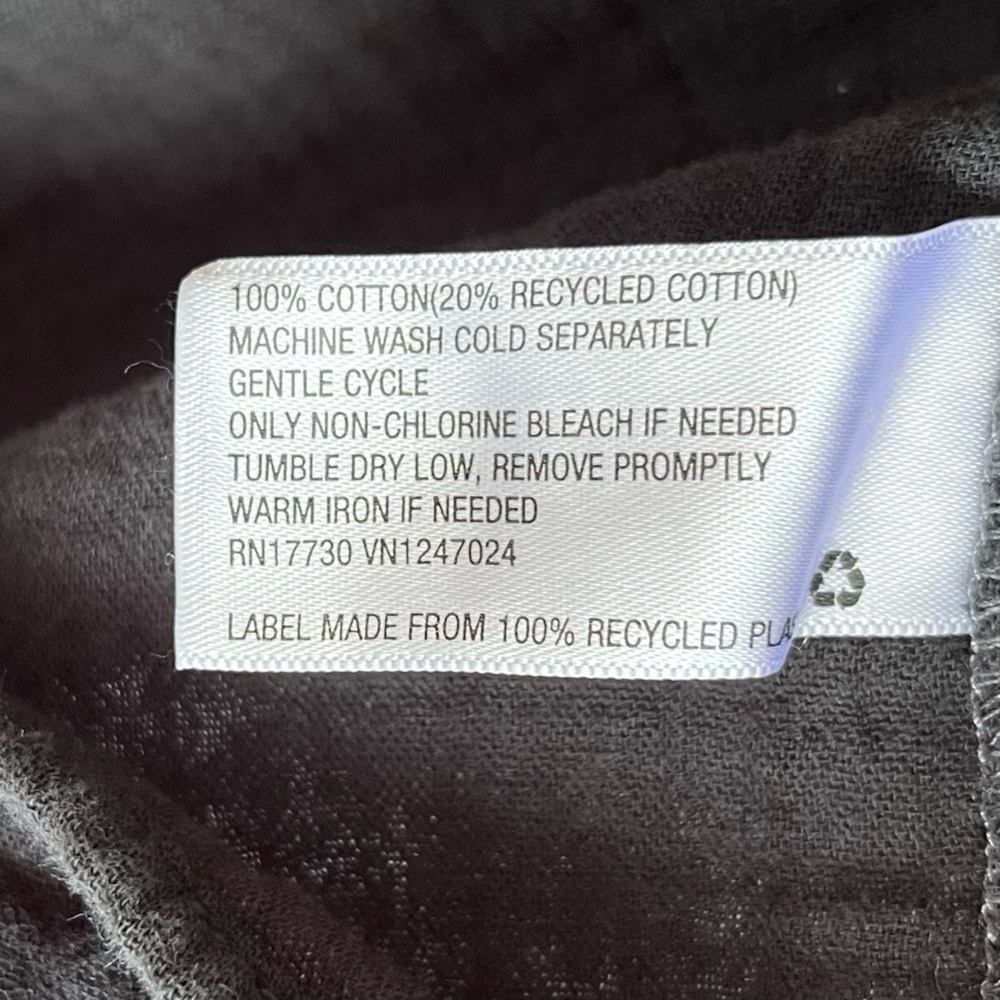 100% COTTON(20% RECYCLED COTTON)
MACHINE WASH COLD SEPARATELY
GENTLE CYCLE
ONLY NON-CHLORINE BLEACH IF NEEDED
TUMBLE DRY LOW, REMOVE PROMPTLY
WARM IRON IF NEEDED
RN17730 VN1247024
LABEL MADE FROM 100% RECYCLED